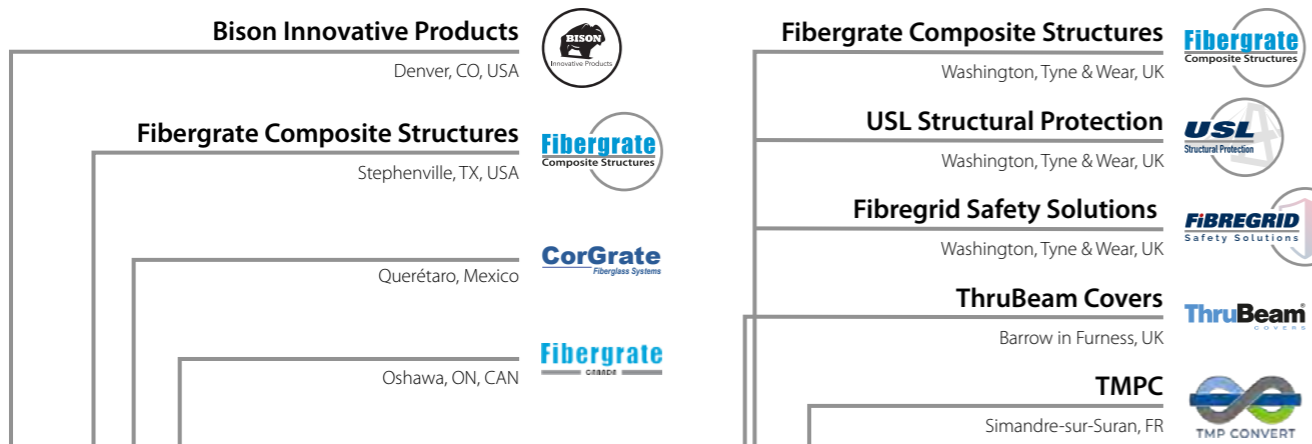 Bison Innovative Products
Denver, CO, USA
BISON
Innovative Products
Fibergrate Composite Structures
Stephenville, TX, USA
Fibergrate
Composite Structures
Querétaro, Mexico
CorGrate
Fiberglass Systems
Oshawa, ON, CAN
Fibergrate
CANADA
Fibergrate Composite Structures
Washington, Tyne & Wear, UK
Fibergrate
Composite Structures
USL Structural Protection
Washington, Tyne & Wear, UK
USL
Structural Protection
Fibregrid Safety Solutions
Washington, Tyne & Wear, UK
FiBREGRID
Safety Solutions
ThruBeam Covers
Barrow in Furness, UK
ThruBeam®
COVERS
TMPC
Simandre-sur-Suran, FR
TMP CONVERT